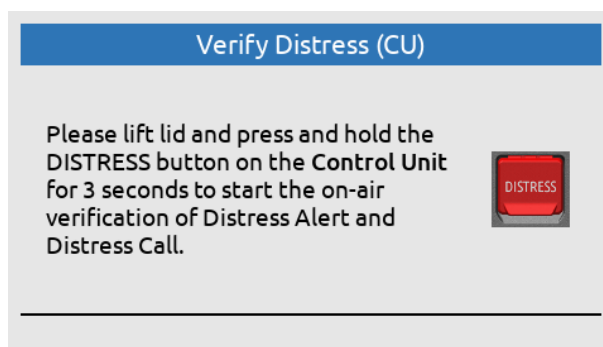 Verify Distress (CU)
Please lift lid and press and hold the
DISTRESS button on the Control Unit
for 3 seconds to start the on-air
verification of Distress Alert and
Distress Call.
DISTRESS